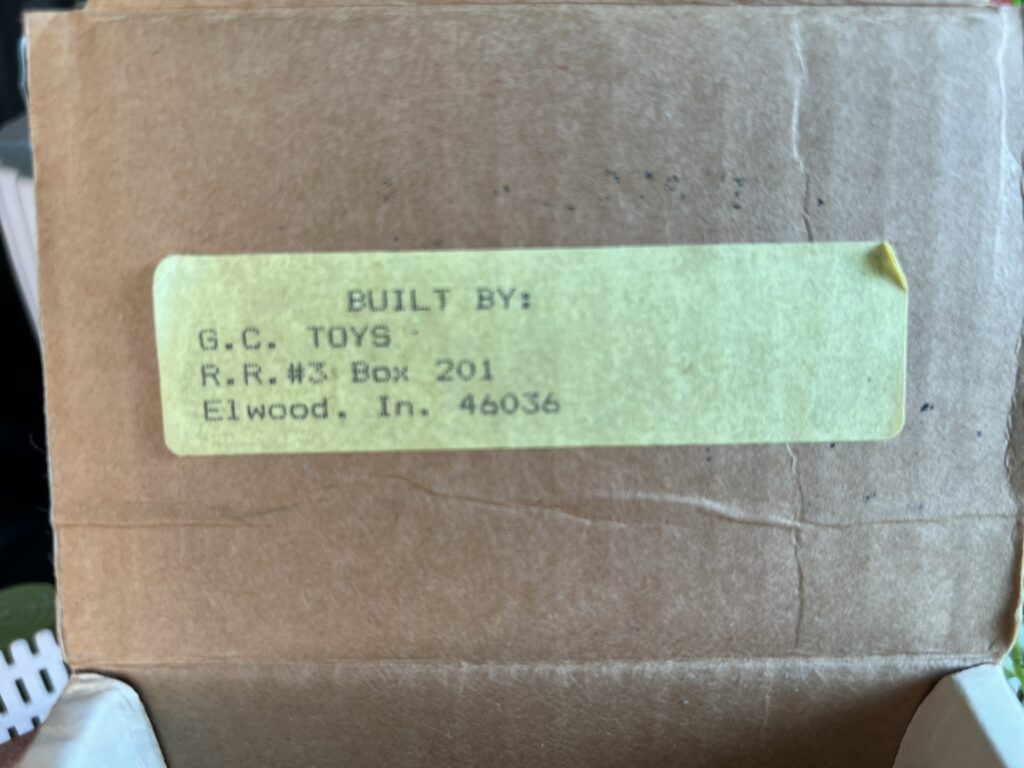 BUILT BY:
G.C. TOYS
R.R.#3 Box 201
Elwood. In. 46036